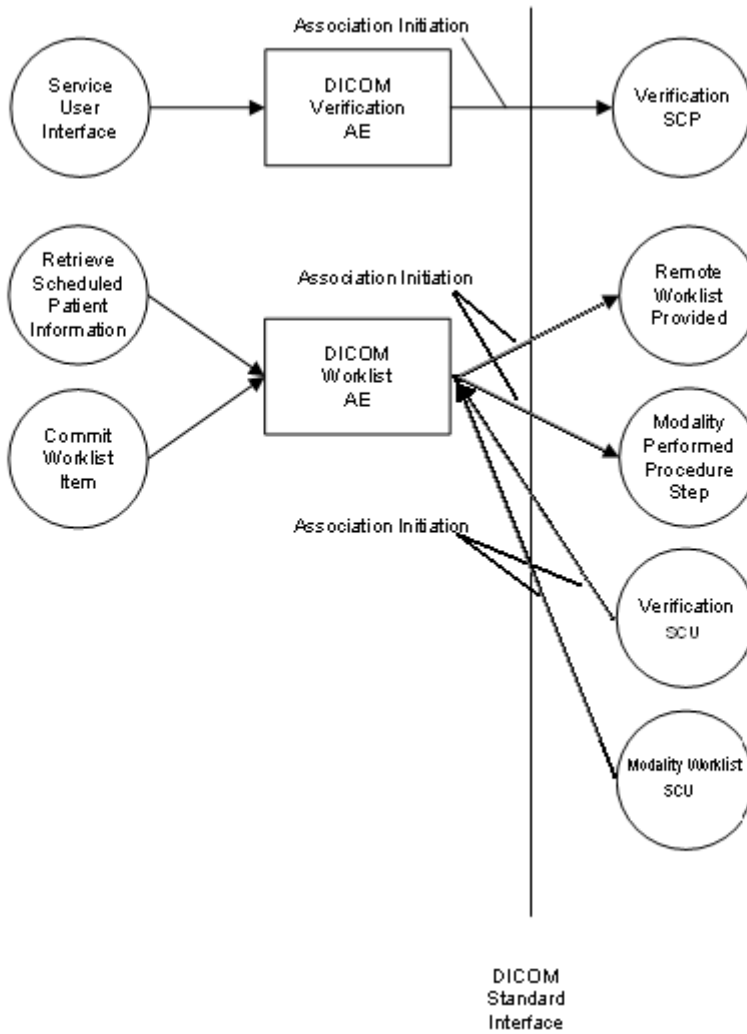 Association Initiation
Service
User
Interface
DICOM
Verification
AE
Verification
SCP
Retrieve
Scheduled
Patient
Information
Association Initiation
Remote
Worklist
Provided
DICOM
Worklist
AE
Commit
Worklist
Item
Modality
Performed
Procedure
Step
Association Initiation
Verification
SCU
Modality Worklist
SCU
DICOM
Standard
Interface